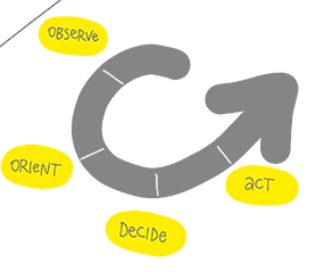 OBSeRVe
ORIeNT
DeCIDe
aCT